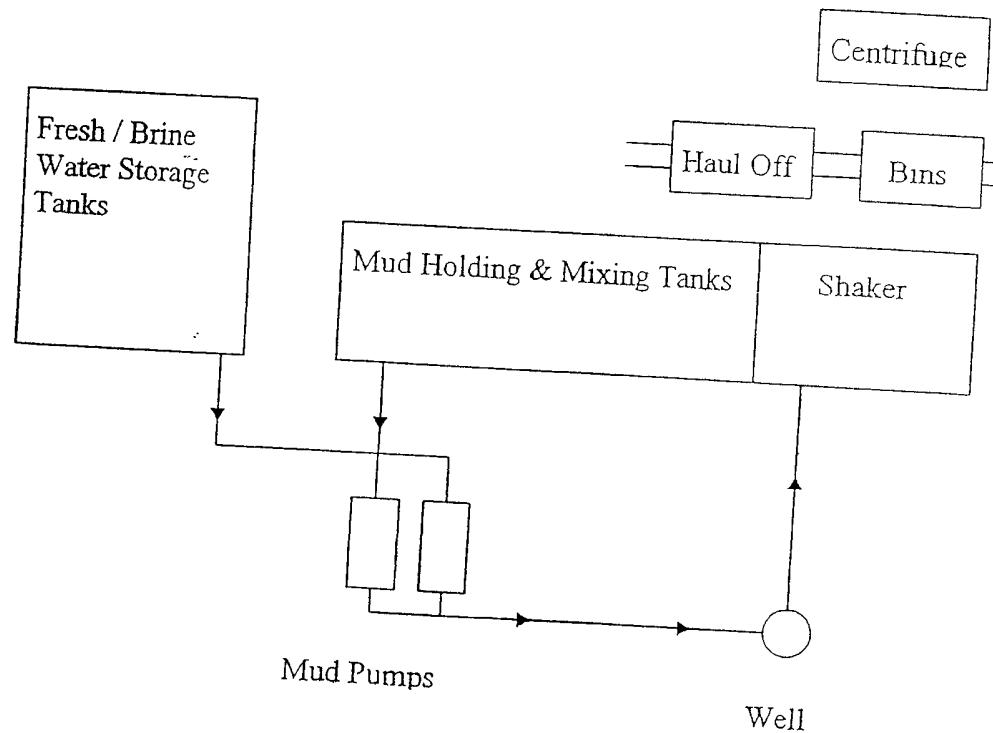 Centrifuge
Fresh / Brine
Water Storage
Tanks
Haul Off
Bins
Mud Holding & Mixing Tanks
Shaker
Mud Pumps
Well